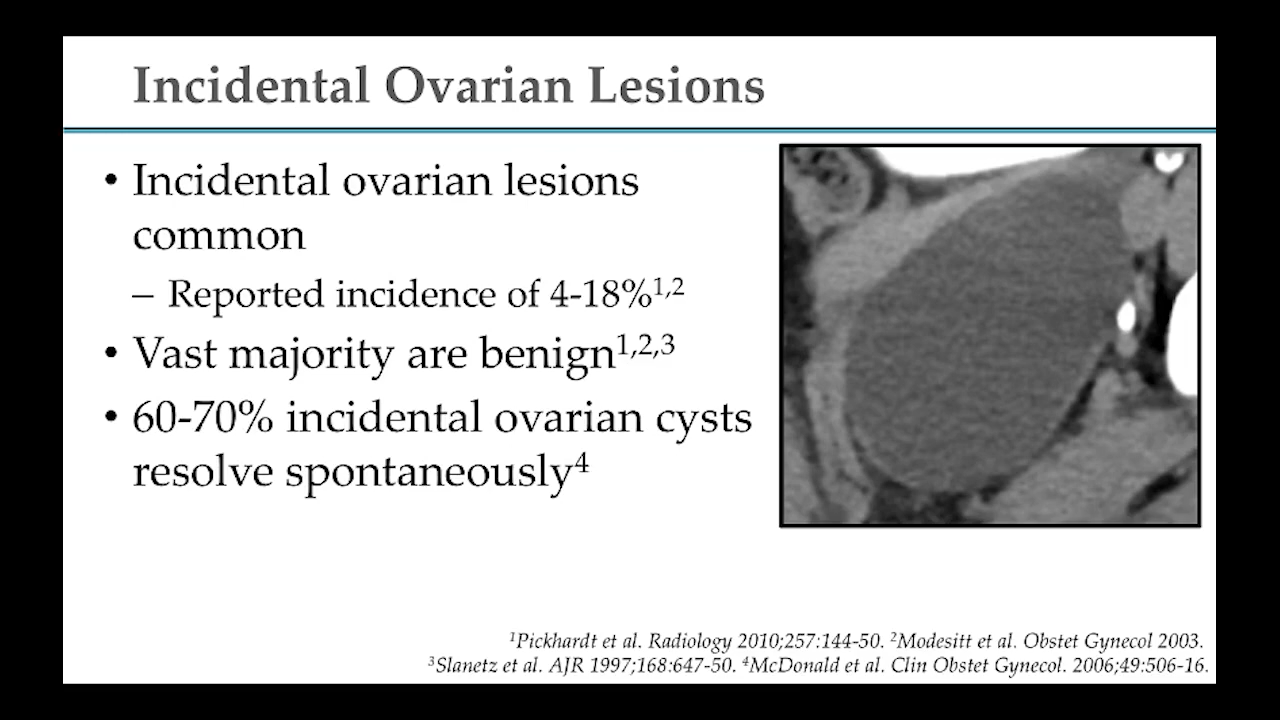 Incidental Ovarian Lesions
• Incidental ovarian lesions
common
– Reported incidence of 4-18%1,2
• Vast majority are benign1,2,3
• 60-70% incidental ovarian cysts
resolve spontaneously4
1Pickhardt et al. Radiology 2010;257:144-50. 2Modesitt et al. Obstet Gynecol 2003.
3Slanetz et al. AJR 1997;168:647-50. 4McDonald et al. Clin Obstet Gynecol. 2006;49:506-16.